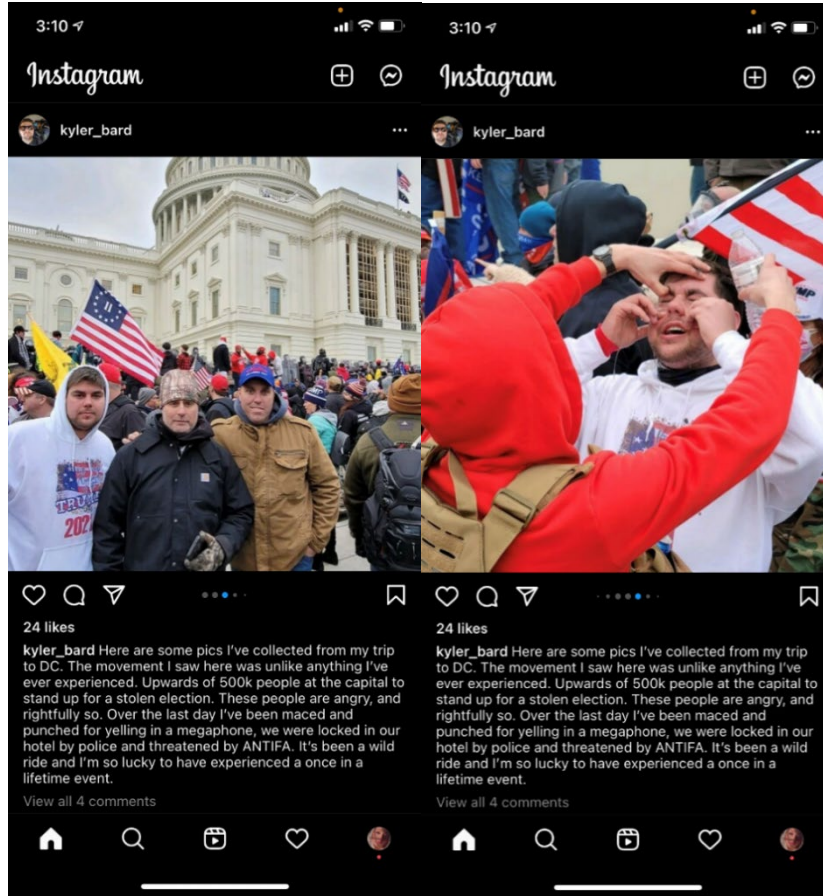 3:10
Instagram
kyler_bard
TRU
202
24 likes
kyler_bard Here are some pics I've collected from my trip
to DC. The movement I saw here was unlike anything I've
ever experienced. Upwards of 500k people at the capital to
stand up for a stolen election. These people are angry, and
rightfully so. Over the last day I've been maced and
punched for yelling in a megaphone, we were locked in our
hotel by police and threatened by ANTIFA. It's been a wild
ride and I'm so lucky to have experienced a once in a
lifetime event.
View all 4 comments
3:10
Instagram
kyler_bard
24 likes
kyler_bard Here are some pics I've collected from my trip
to DC. The movement I saw here was unlike anything I've
ever experienced. Upwards of 500k people at the capital to
stand up for a stolen election. These people are angry, and
rightfully so. Over the last day I've been maced and
punched for yelling in a megaphone, we were locked in our
hotel by police and threatened by ANTIFA. It's been a wild
ride and I'm so lucky to have experienced a once in a
lifetime event.
View all 4 comments